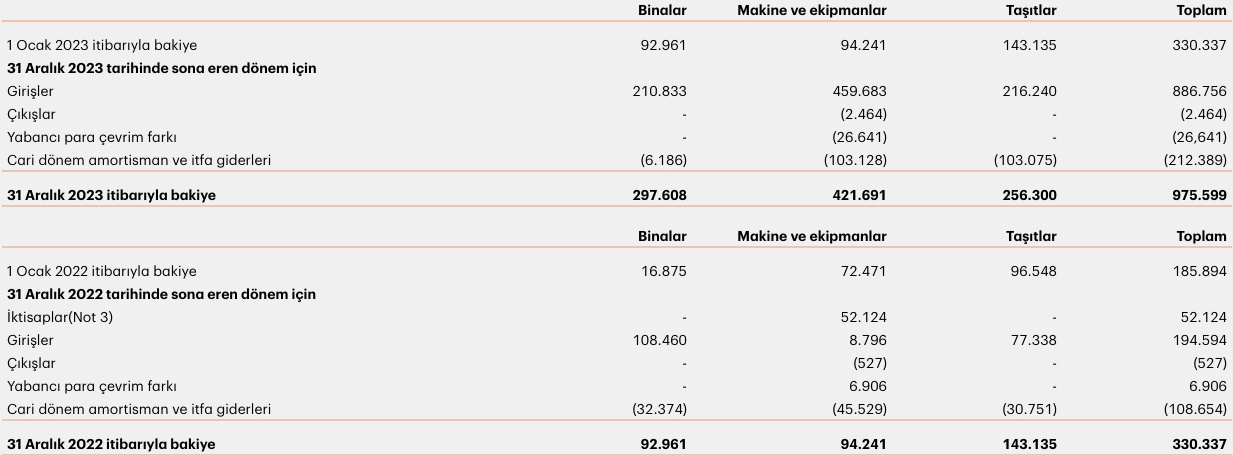 Binalar Makine ve ekipmanlar Taşıtlar Toplam
1 Ocak 2023 itibarıyla bakiye 92.961 94.241 143.135 330.337
31 Aralık 2023 tarihinde sona eren dönem için
Girişler 210.833 459.683 216.240 886.756
Çıkışlar - (2.464) - (2.464)
Yabancı para çevrim farkı - (26.641) - (26,641)
Cari dönem amortisman ve itfa giderleri (6.186) (103.128) (103.075) (212.389)
31 Aralık 2023 itibarıyla bakiye 297.608 421.691 256.300 975.599
Binalar Makine ve ekipmanlar Taşıtlar Toplam
1 Ocak 2022 itibarıyla bakiye 16.875 72.471 96.548 185.894
31 Aralık 2022 tarihinde sona eren dönem için
İktisaplar(Not 3) - 52.124 - 52.124
Girişler 108.460 8.796 77.338 194.594
Çıkışlar - (527) - (527)
Yabancı para çevrim farkı - 6.906 - 6.906
Cari dönem amortisman ve itfa giderleri (32.374) (45.529) (30.751) (108.654)
31 Aralık 2022 itibarıyla bakiye 92.961 94.241 143.135 330.337